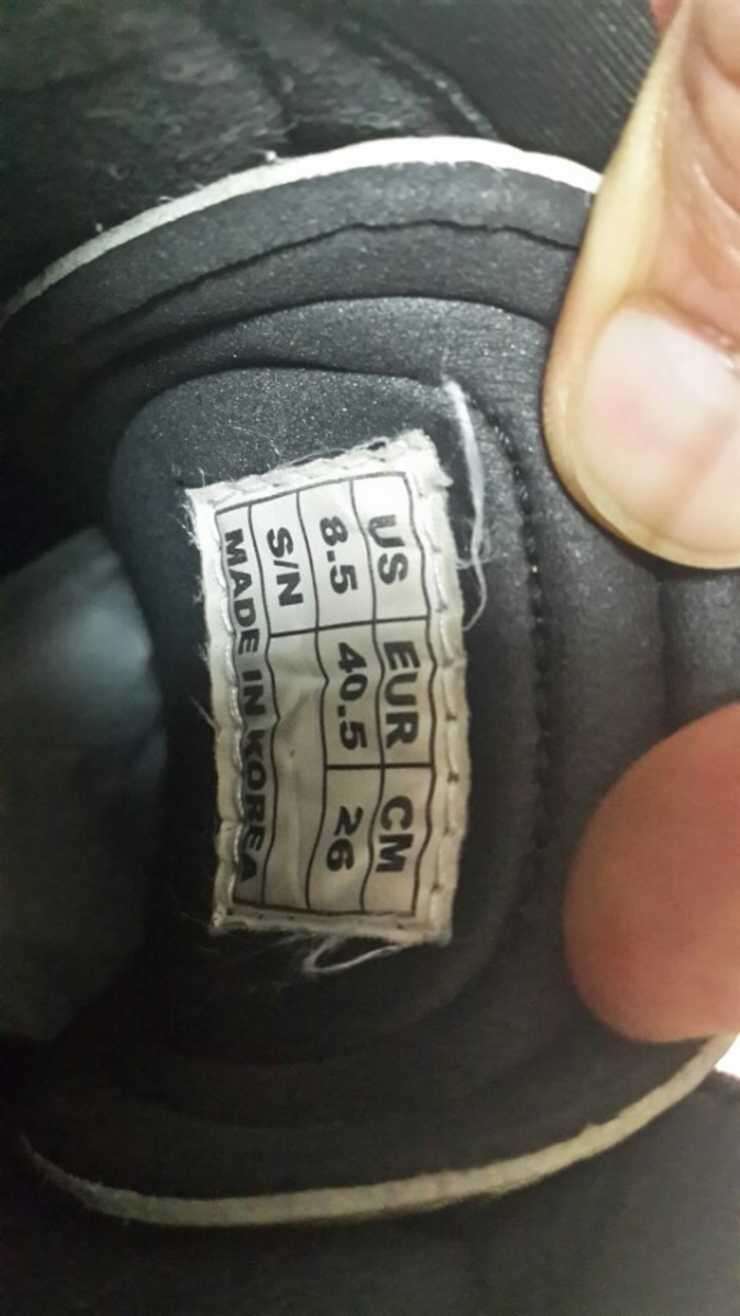 US EUR CM
8.5 40.5 26
S/N
MADE IN KOREA